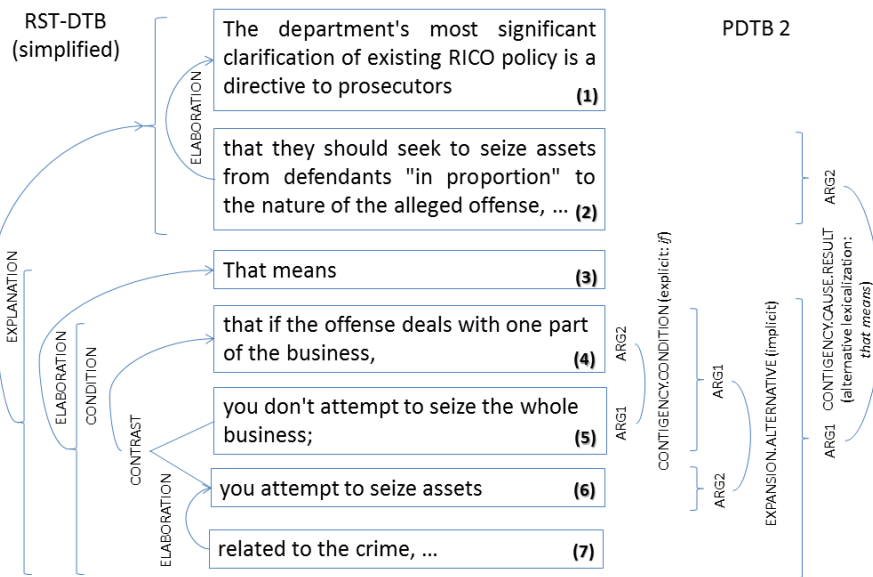 RST-DTB
(simplified)
PDTB 2
The department's most significant
clarification of existing RICO policy is a
directive to prosecutors
(1)
ELABORATION
that they should seek to seize assets
from defendants "in proportion" to
the nature of the alleged offense, ... (2)
ARG2
EXPLANATION
That means (3)
ELABORATION
CONDITION
that if the offense deals with one part
of the business, (4)
ARG2
CONTIGENCY.CONDITION (explicit: if)
ARG1
EXPANSION.ALTERNATIVE (implicit)
ARG1
CONTIGENCY.CAUSE.RESULT
(alternative lexicalization:
that means)
you don't attempt to seize the whole
business; (5)
ARG1
CONTRAST
you attempt to seize assets (6)
ARG2
ELABORATION
related to the crime, ... (7)